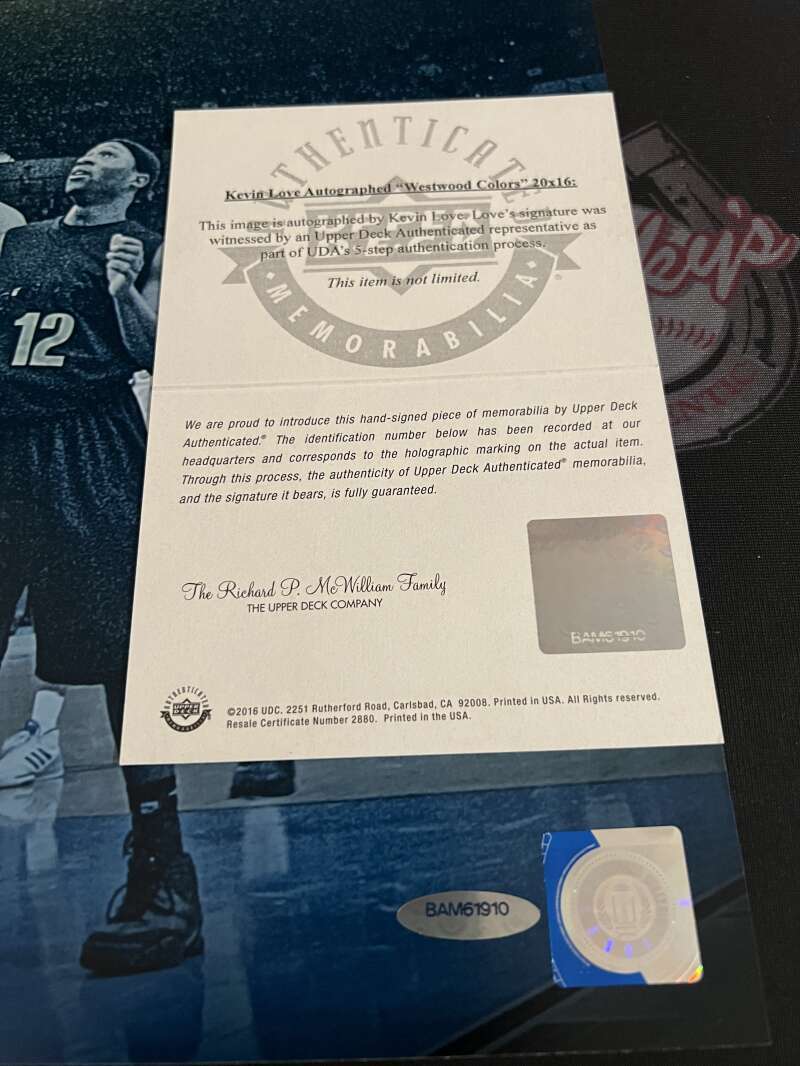 AUTHENTICATED
Kevin Love Autographed “Westwood Colors” 20x16:
This image is autographed by Kevin Love. Love's signature was
witnessed by an Upper Deck Authenticated representative as
part of UDA's 5-step authentication process.
This item is not limited.
MEMORABILIA
12
We are proud to introduce this hand-signed piece of memorabilia by Upper Deck
Authenticated.® The identification number below has been recorded at our
headquarters and corresponds to the holographic marking on the actual item.
Through this process, the authenticity of Upper Deck Authenticated® memorabilia,
and the signature it bears, is fully guaranteed.
The Richard P. McWilliam Family
THE UPPER DECK COMPANY
BAM61910
AUTHENTICATED
UPPER
DECK
MEMORABILIA
©2016 UDC. 2251 Rutherford Road, Carlsbad, CA 92008. Printed in USA. All Rights reserved.
Resale Certificate Number 2880. Printed in the USA.
BAM61910